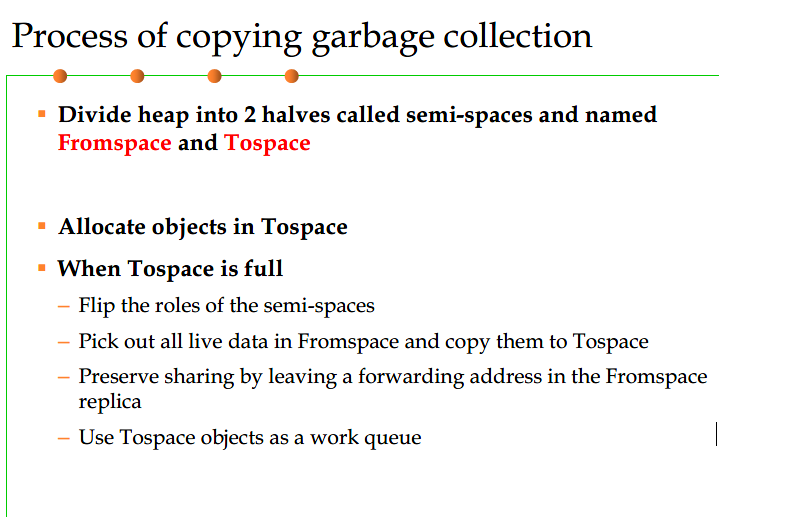 Process of copying garbage collection
▪ Divide heap into 2 halves called semi-spaces and named
Fromspace and Tospace
▪ Allocate objects in Tospace
▪ When Tospace is full
– Flip the roles of the semi-spaces
– Pick out all live data in Fromspace and copy them to Tospace
– Preserve sharing by leaving a forwarding address in the Fromspace
replica
– Use Tospace objects as a work queue